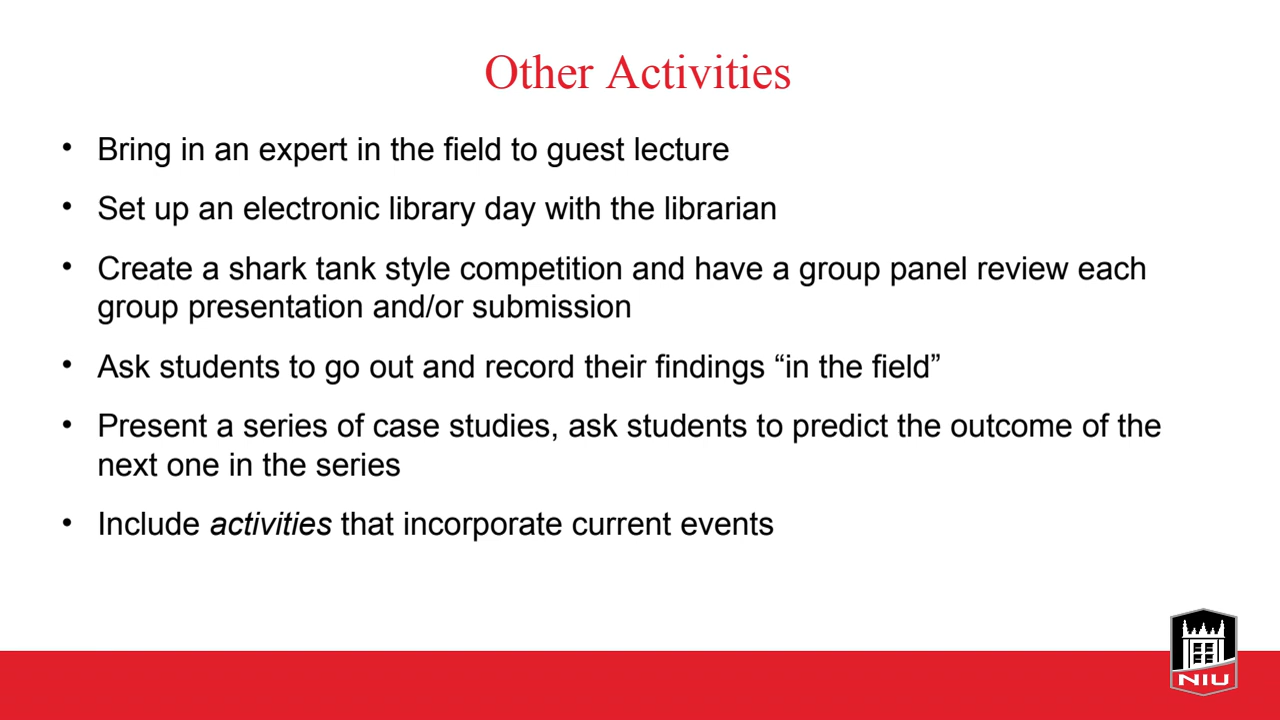 Other Activities
• Bring in an expert in the field to guest lecture
• Set up an electronic library day with the librarian
• Create a shark tank style competition and have a group panel review each
group presentation and/or submission
• Ask students to go out and record their findings “in the field”
• Present a series of case studies, ask students to predict the outcome of the
next one in the series
• Include activities that incorporate current events
NIU